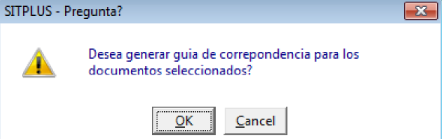 SITPLUS - Pregunta?
Desea generar guia de correpondencia para los
documentos seleccionados?
OK
Cancel